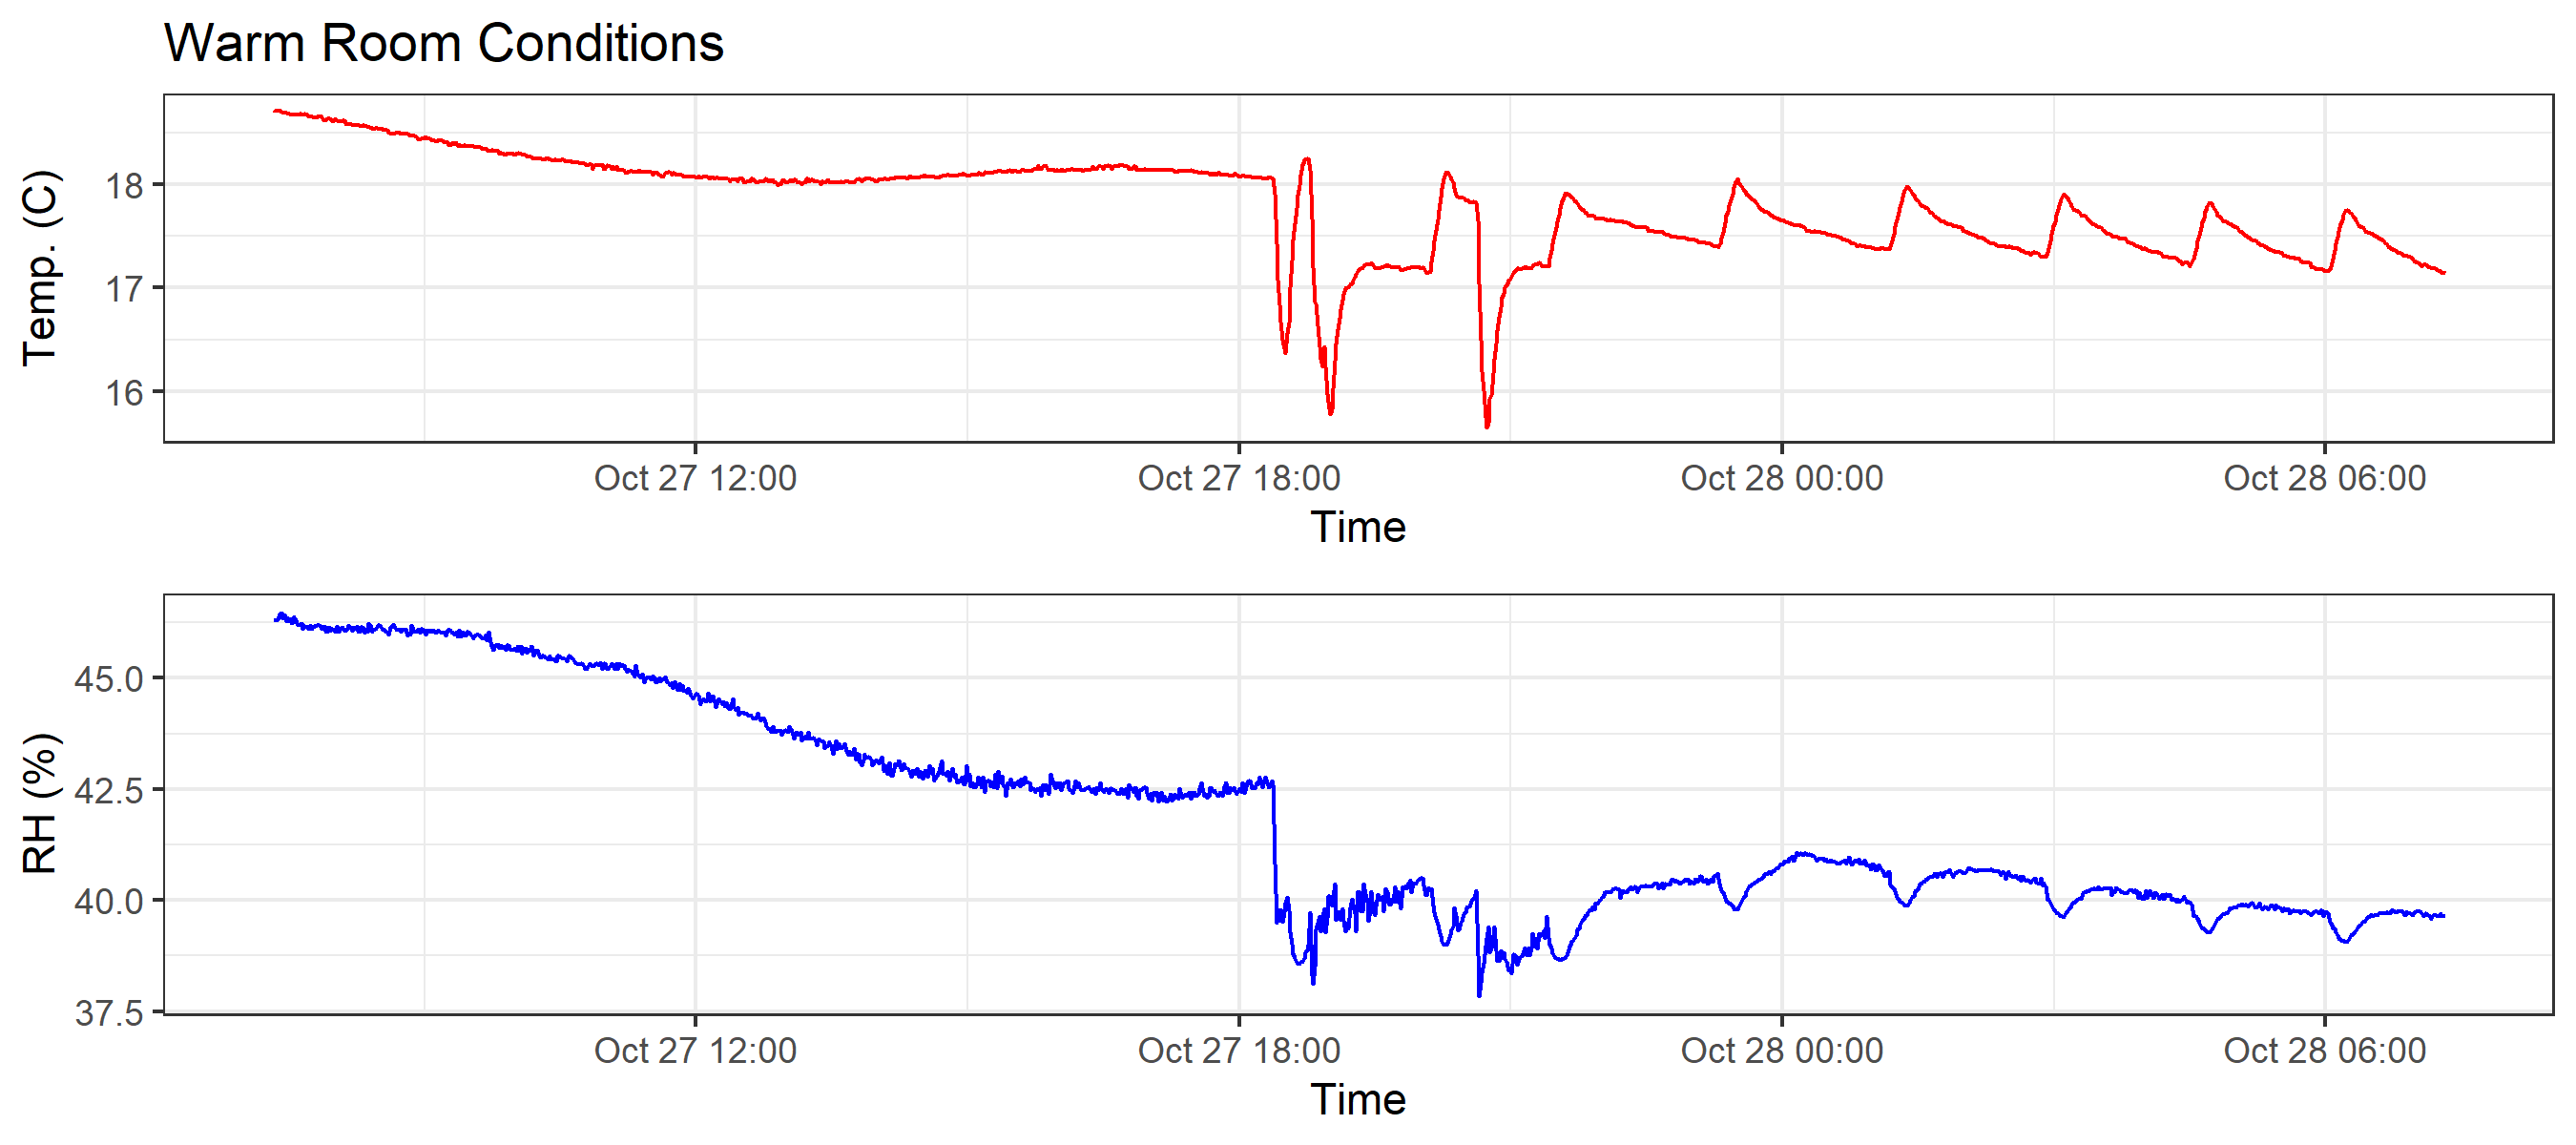 Warm Room Conditions
Temp. (C)
18
17
16
Oct 27 12:00 Oct 27 18:00 Oct 28 00:00 Oct 28 06:00
Time
RH (%)
45.0
42.5
40.0
37.5
Oct 27 12:00 Oct 27 18:00 Oct 28 00:00 Oct 28 06:00
Time